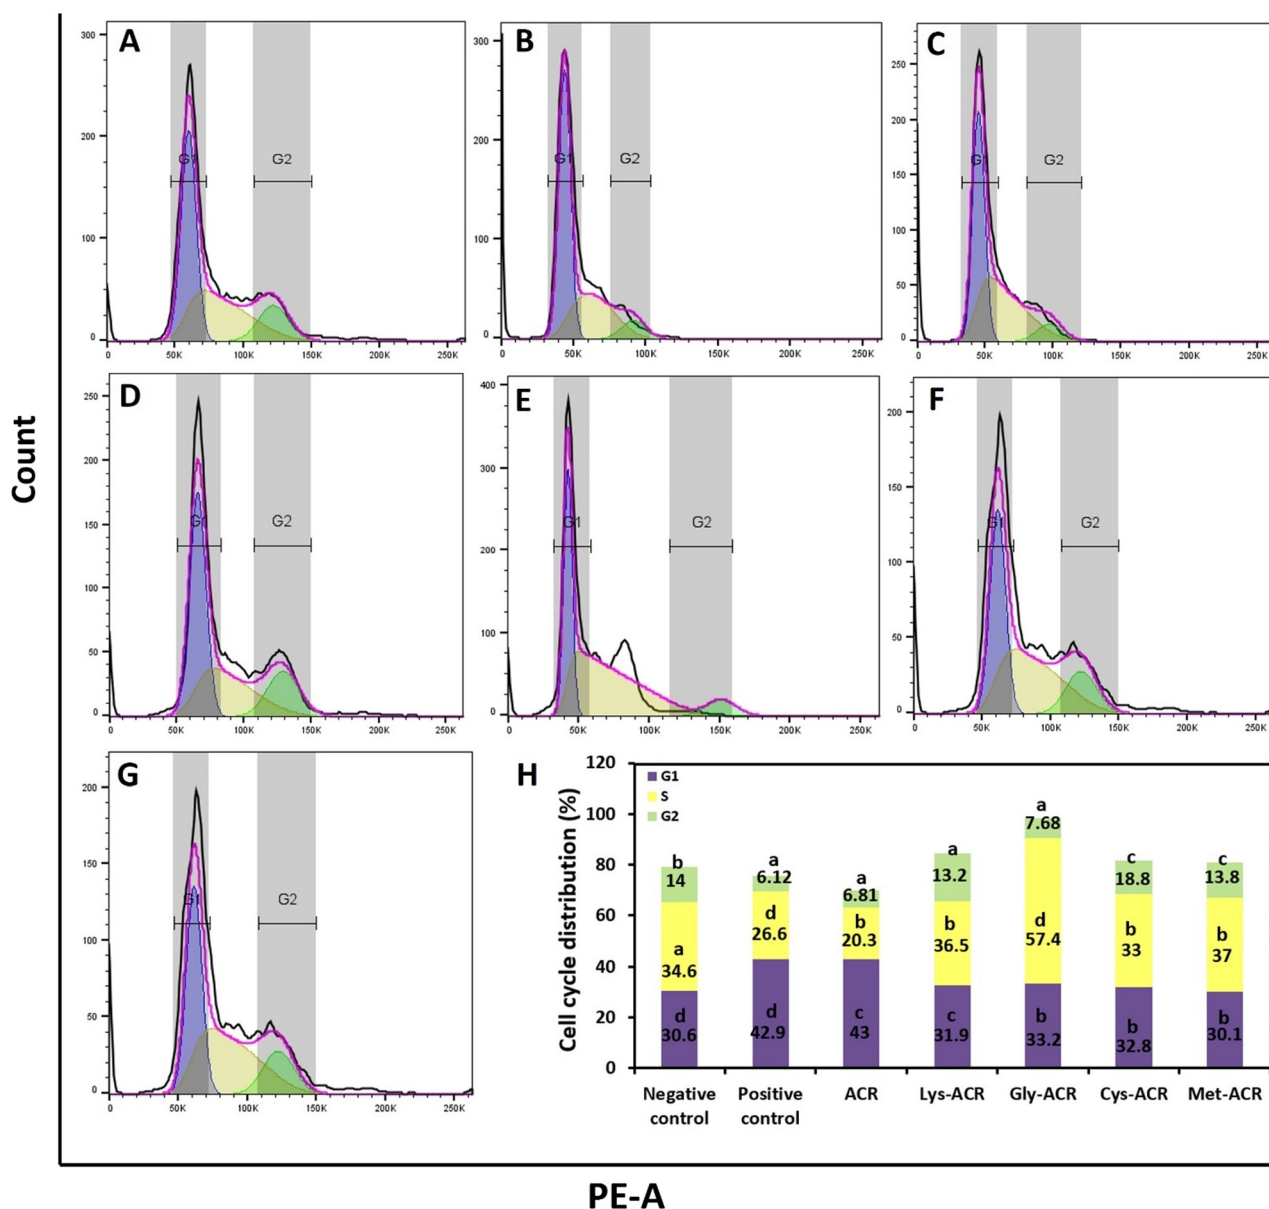 A
300
200
100
0
G1
G2
0
50K
100K
150K
200K
250K
B
300
200
100
0
G1
G2
0
50K
100K
150K
200K
250K
C
250
200
150
100
50
0
G1
G2
0
50K
100K
150K
200K
250K
D
250
200
150
100
50
0
G1
G2
0
50K
100K
150K
200K
250K
E
400
300
200
100
0
G1
G2
0
50K
100K
150K
200K
250K
F
200
150
100
50
0
G1
G2
0
50K
100K
150K
200K
250K
G
200
150
100
50
0
G1
G2
0
50K
100K
150K
200K
250K
H
Cell cycle distribution (%)
120
100
80
60
40
20
0
G1
S
G2
b
14
a
34.6
d
30.6
a
6.12
d
26.6
d
42.9
a
6.81
b
20.3
c
43
a
13.2
b
36.5
c
31.9
a
7.68
d
57.4
b
33.2
c
18.8
b
33
b
32.8
c
13.8
b
37
b
30.1
Negative
control
Positive
control
ACR
Lys-ACR
Gly-ACR
Cys-ACR
Met-ACR
Count
PE-A